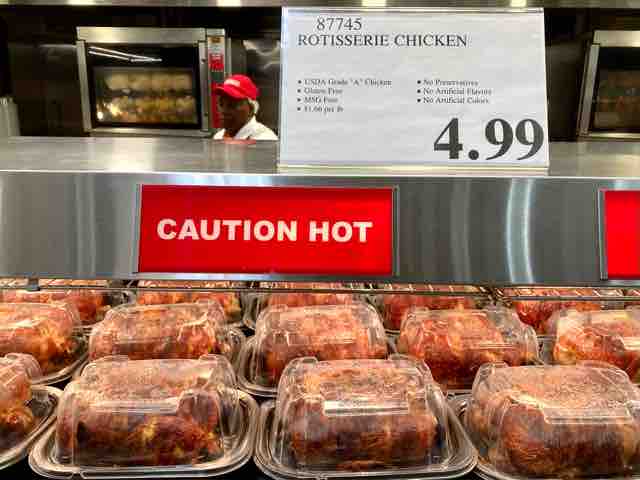 87745
ROTISSERIE CHICKEN
• USDA Grade "A" Chicken
• Gluten Free
• MSG Free
• $1.66 per lb
• No Preservatives
• No Artificial Flavors
• No Artificial Colors
4.99
CAUTION HOT